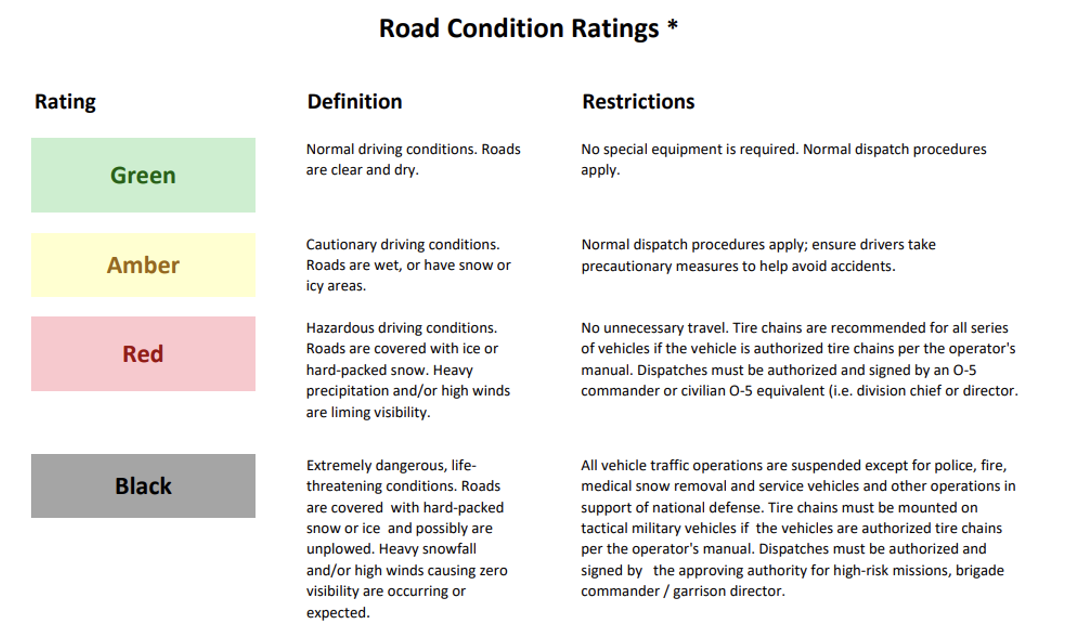 Road Condition Ratings *
Rating
Definition
Restrictions
Green
Normal driving conditions. Roads
are clear and dry.
No special equipment is required. Normal dispatch procedures
apply.
Amber
Cautionary driving conditions.
Roads are wet, or have snow or
icy areas.
Normal dispatch procedures apply; ensure drivers take
precautionary measures to help avoid accidents.
Red
Hazardous driving conditions.
Roads are covered with ice or
hard-packed snow. Heavy
precipitation and/or high winds
are liming visibility.
No unnecessary travel. Tire chains are recommended for all series
of vehicles if the vehicle is authorized tire chains per the operator's
manual. Dispatches must be authorized and signed by an O-5
commander or civilian O-5 equivalent (i.e. division chief or director.
Black
Extremely dangerous, life-
threatening conditions. Roads
are covered  with hard-packed
snow or ice  and possibly are
unplowed. Heavy snowfall
and/or high winds causing zero
visibility are occurring or
expected.
All vehicle traffic operations are suspended except for police, fire,
medical snow removal and service vehicles and other operations in
support of national defense. Tire chains must be mounted on
tactical military vehicles if  the vehicles are authorized tire chains
per the operator's manual. Dispatches must be authorized and
signed by   the approving authority for high-risk missions, brigade
commander / garrison director.